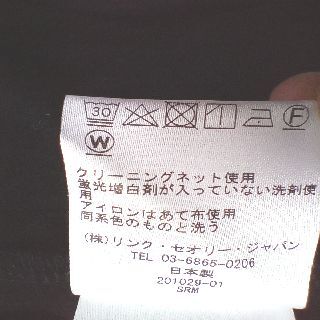 30
F
W
クリーニングネット使用
蛍光増白剤が入っていない洗剤使
用
アイロンはあて布使用
同系色のものと洗う
(株)リンク・セオリー・ジャパン
TEL 03-6865-0206
日本製
201029-01
SRM